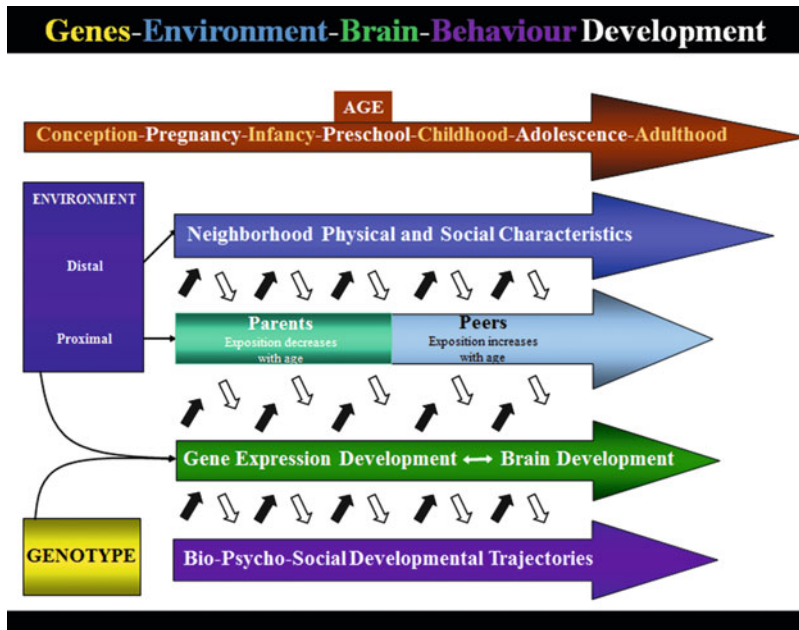 Genes-Environment-Brain-Behaviour Development
AGE
Conception-Pregnancy-Infancy-Preschool-Childhood-Adolescence-Adulthood
ENVIRONMENT
Distal
Proximal
Neighborhood Physical and Social Characteristics
Parents
Exposition decreases
with age
Peers
Exposition increases
with age
Gene Expression Development ↔ Brain Development
GENOTYPE
Bio-Psycho-Social Developmental Trajectories